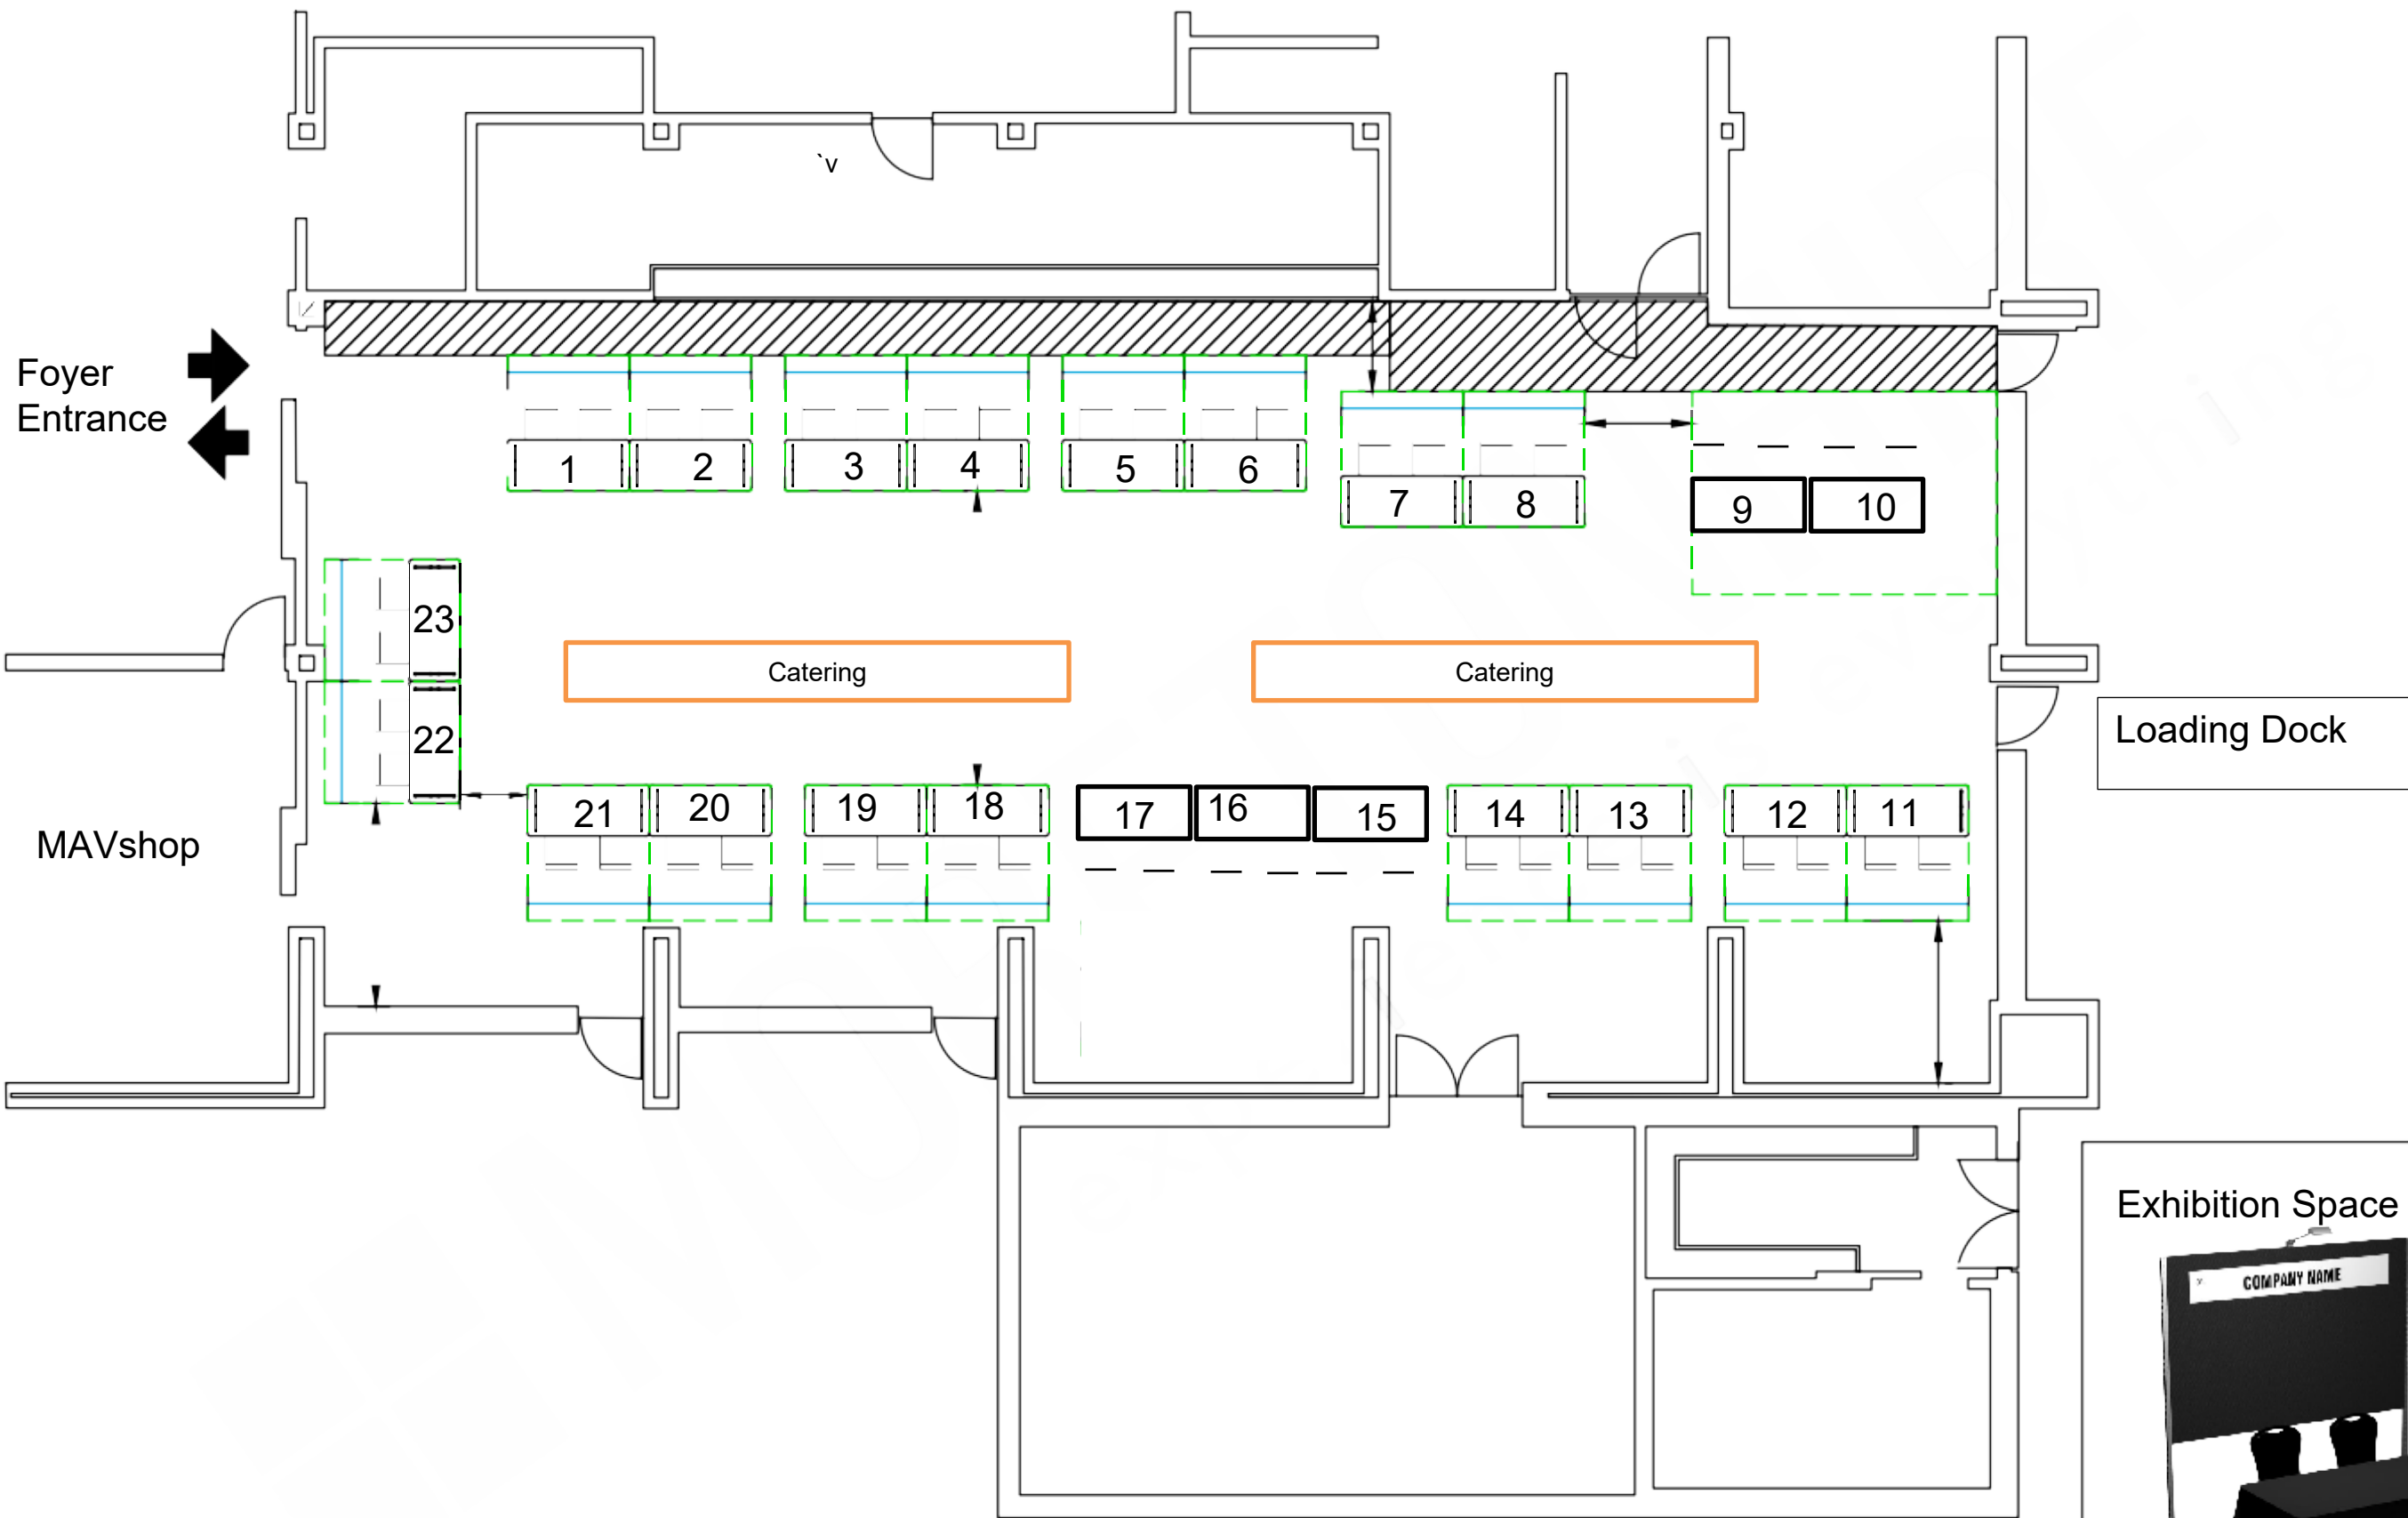 `v
Foyer
Entrance
1
2
3
4
5
6
7
8
9
10
23
22
Catering
Catering
Loading Dock
MAVshop
21
20
19
18
17
16
15
14
13
12
11
Exhibition Space
COMPANY NAME